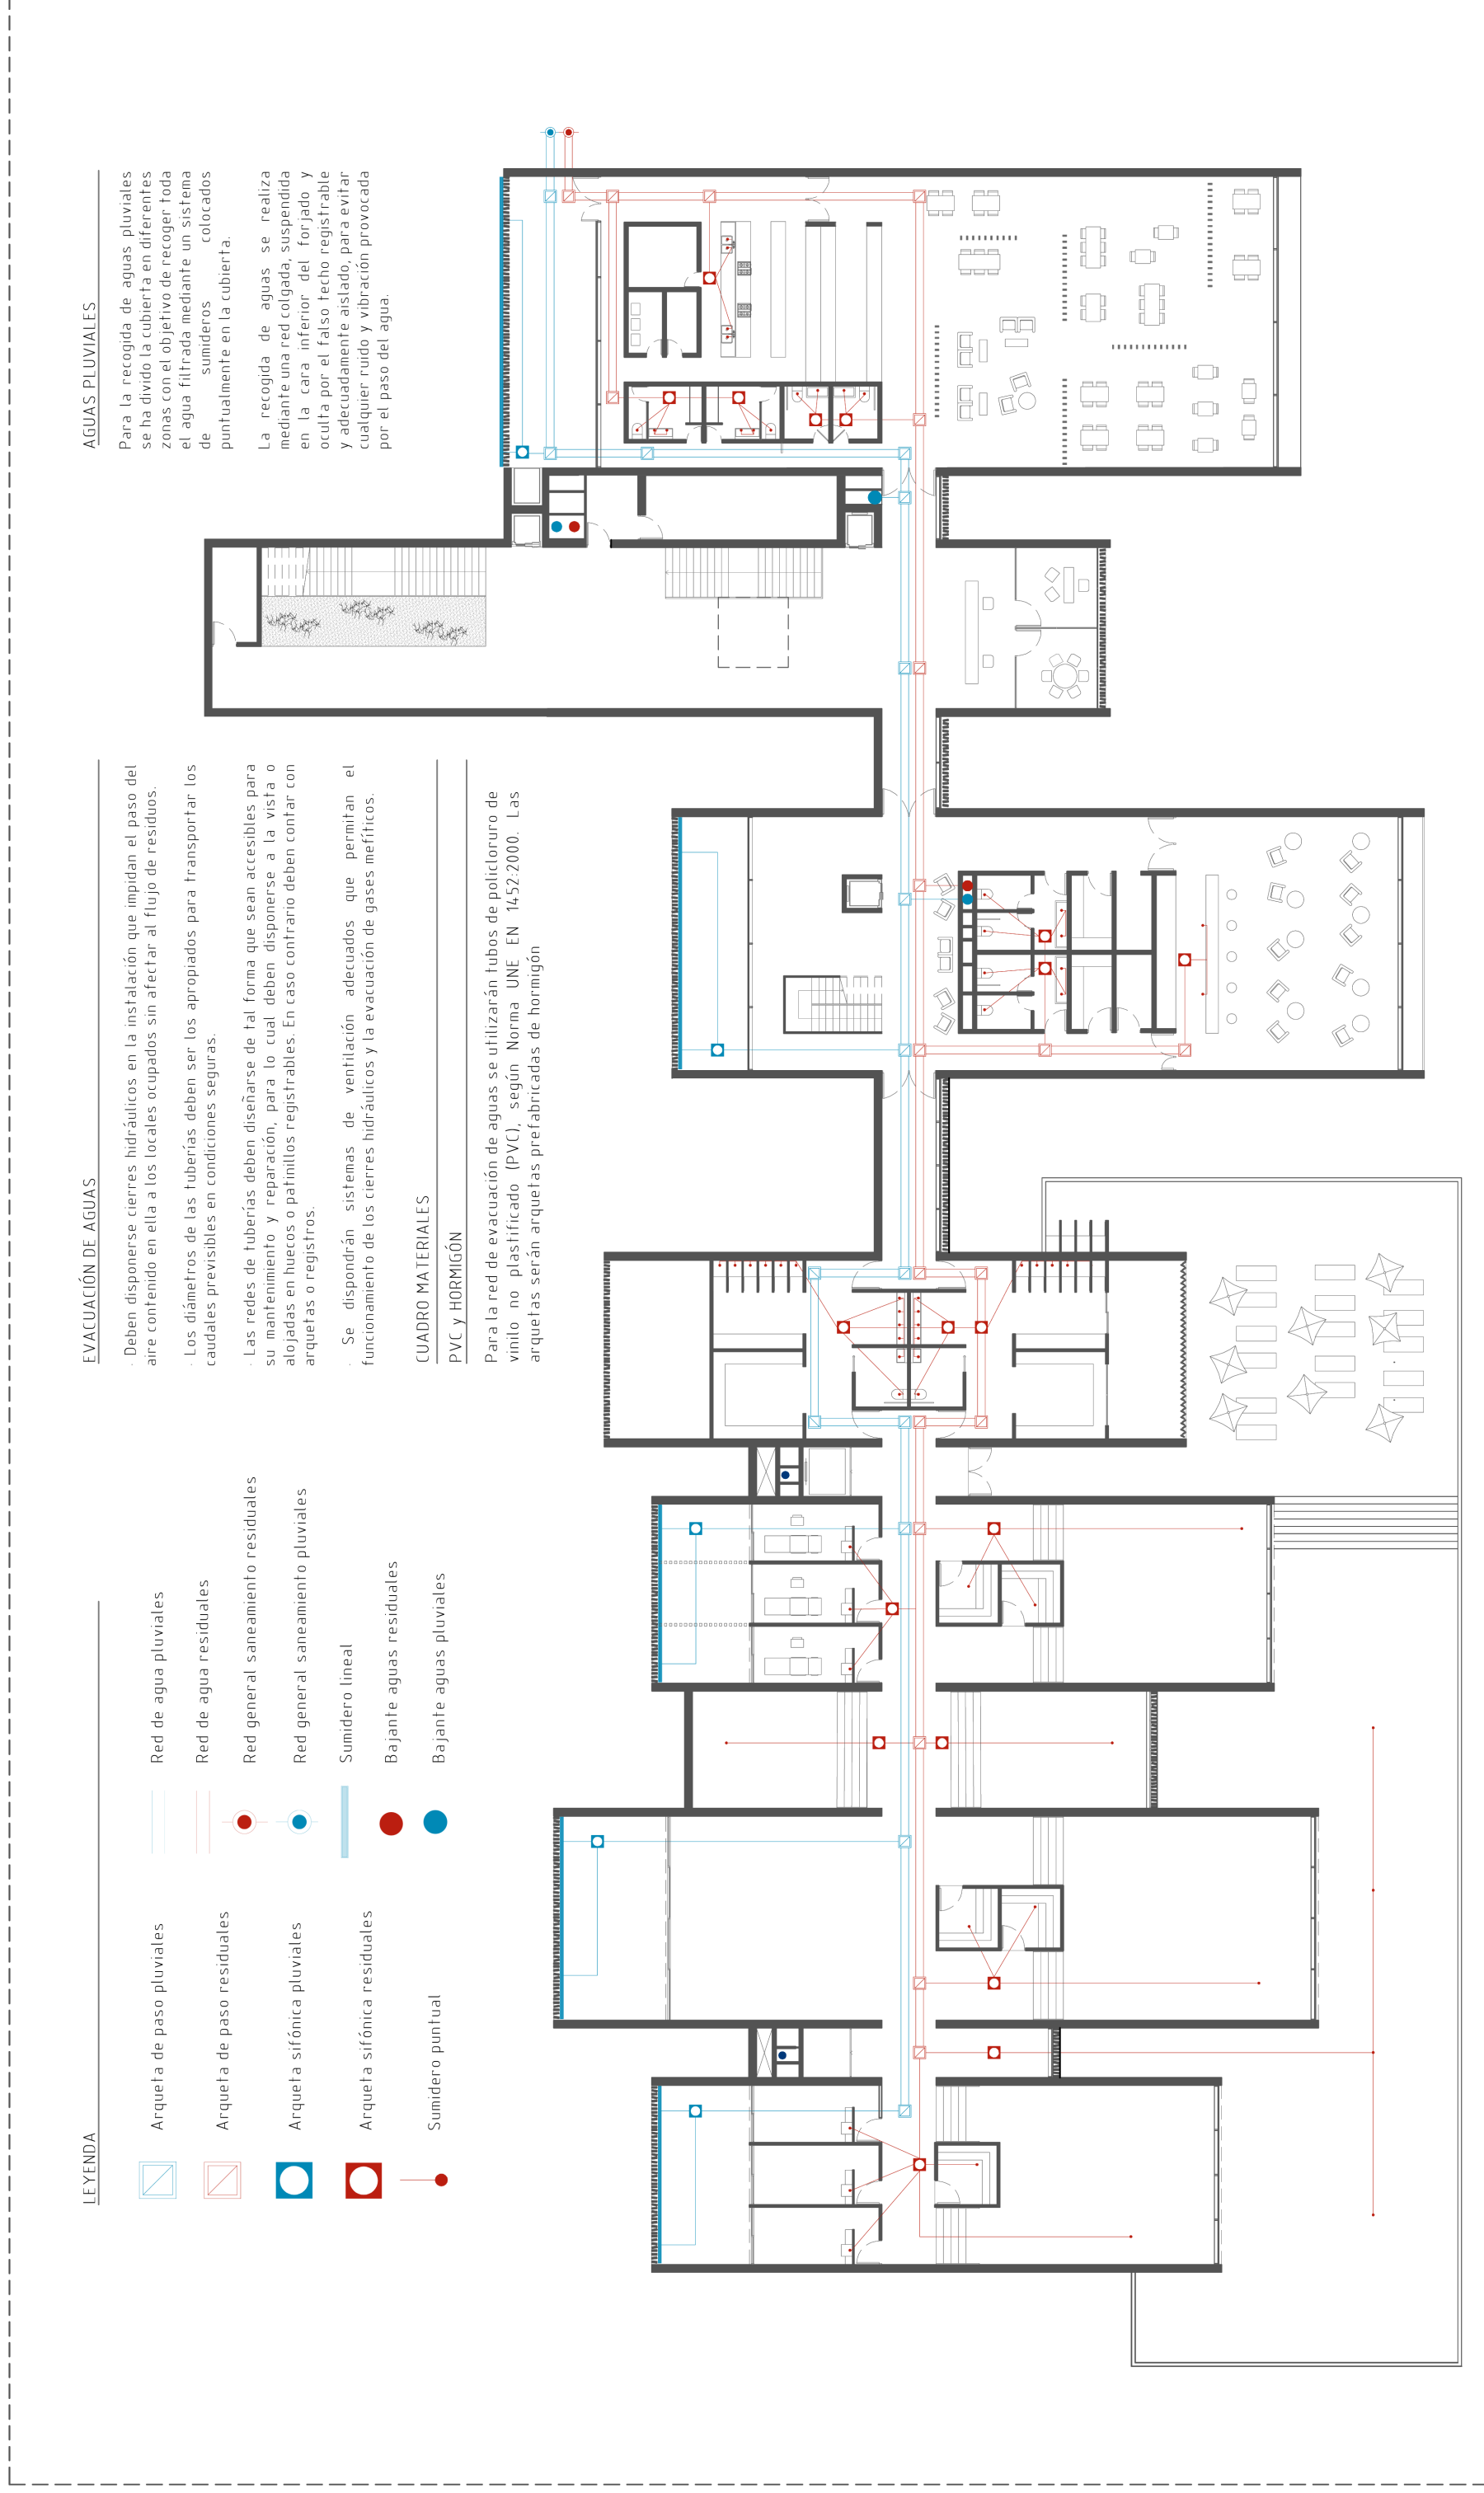 LEYENDA
Arqueta de paso pluviales
Arqueta de paso residuales
Arqueta sifónica pluviales
Arqueta sifónica residuales
Sumidero puntual
Red de agua pluviales
Red de agua residuales
Red general saneamiento residuales
Red general saneamiento pluviales
Sumidero lineal
Bajante aguas residuales
Bajante aguas pluviales
EVACUACIÓN DE AGUAS
· Deben disponerse cierres hidráulicos en la instalación que impidan el paso del
aire contenido en ella a los locales ocupados sin afectar al flujo de residuos.
· Los diámetros de las tuberías deben ser los apropiados para transportar los
caudales previsibles en condiciones seguras.
· Las redes de tuberías deben diseñarse de tal forma que sean accesibles para
su mantenimiento y reparación, para lo cual deben disponerse a la vista o
alojadas en huecos o patinillos registrables. En caso contrario deben contar con
arquetas o registros.
· Se dispondrán sistemas de ventilación adecuados que permitan el
funcionamiento de los cierres hidráulicos y la evacuación de gases mefíticos.
CUADRO MATERIALES
PVC y HORMIGÓN
Para la red de evacuación de aguas se utilizarán tubos de policloruro de
vinilo no plastificado (PVC), según Norma UNE EN 1452:2000. Las
arquetas serán arquetas prefabricadas de hormigón
AGUAS PLUVIALES
Para la recogida de aguas pluviales
se ha divido la cubierta en diferentes
zonas con el objetivo de recoger toda
el agua filtrada mediante un sistema
de sumideros colocados
puntualmente en la cubierta.
La recogida de aguas se realiza
mediante una red colgada, suspendida
en la cara inferior del forjado y
oculta por el falso techo registrable
y adecuadamente aislado, para evitar
cualquier ruido y vibración provocada
por el paso del agua.